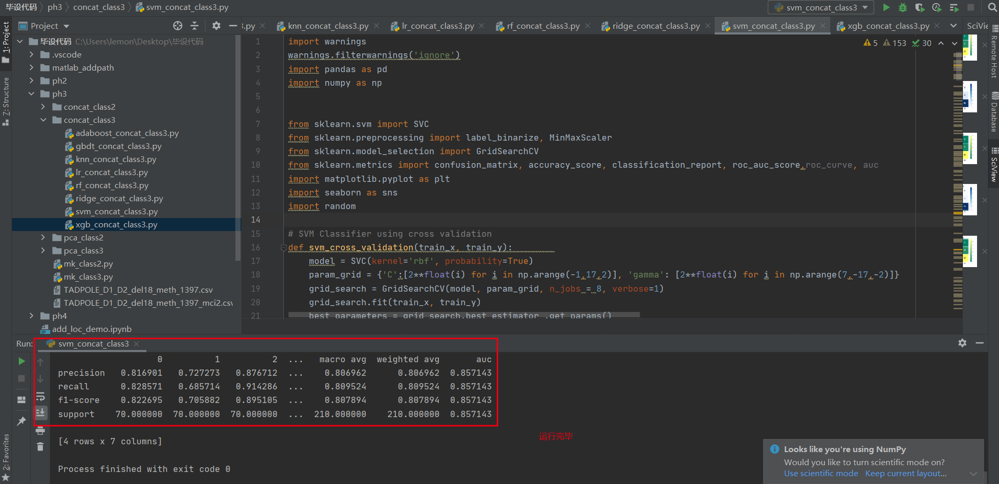 毕设代码 ph3 concat_class3 svm_concat_class3.py
svm_concat_class3
Project
3.py knn_concat_class3.py lr_concat_class3.py rf_concat_class3.py ridge_concat_class3.py svm_concat_class3.py xgb_concat_class3.py SciVie
1: Project
Z: Structure
2: Favorites
毕设代码 C:\Users\lemon\Desktop\毕设代码
.vscode
matlab_addpath
ph2
ph3
concat_class2
concat_class3
adaboost_concat_class3.py
gbdt_concat_class3.py
knn_concat_class3.py
lr_concat_class3.py
rf_concat_class3.py
ridge_concat_class3.py
svm_concat_class3.py
xgb_concat_class3.py
pca_class2
pca_class3
mk_class2.py
mk_class3.py
TADPOLE_D1_D2_del18_meth_1397.csv
TADPOLE_D1_D2_del18_meth_1397_mci2.csv
ph4
add_loc_demo.ipynb
5 153 30
1 import warnings
2 warnings.filterwarnings('ignore')
3 import pandas as pd
4 import numpy as np
5
6
7 from sklearn.svm import SVC
8 from sklearn.preprocessing import label_binarize, MinMaxScaler
9 from sklearn.model_selection import GridSearchCV
10 from sklearn.metrics import confusion_matrix, accuracy_score, classification_report, roc_auc_score,roc_curve, auc
11 import matplotlib.pyplot as plt
12 import seaborn as sns
13 import random
14
15 # SVM Classifier using cross validation
16 def svm_cross_validation(train_x, train_y):
17 model = SVC(kernel='rbf', probability=True)
18 param_grid = {'C':[2**float(i) for i in np.arange(-1,17,2)], 'gamma': [2**float(i) for i in np.arange(7,-17,-2)]}
19 grid_search = GridSearchCV(model, param_grid, n_jobs = 8, verbose=1)
20 grid_search.fit(train_x, train_y)
21 best_parameters = grid_search.best_estimator_.get_params()
Remote Host
Database
SciView
Run: svm_concat_class3
0 1 2 ... macro avg weighted avg auc
precision 0.816901 0.727273 0.876712 ... 0.806962 0.806962 0.857143
recall 0.828571 0.685714 0.914286 ... 0.809524 0.809524 0.857143
f1-score 0.822695 0.705882 0.895105 ... 0.807894 0.807894 0.857143
support 70.000000 70.000000 70.000000 ... 210.000000 210.000000 0.857143
[4 rows x 7 columns]
Process finished with exit code 0
运行完毕
Looks like you're using NumPy
Would you like to turn scientific mode on?
Use scientific mode Keep current layout...